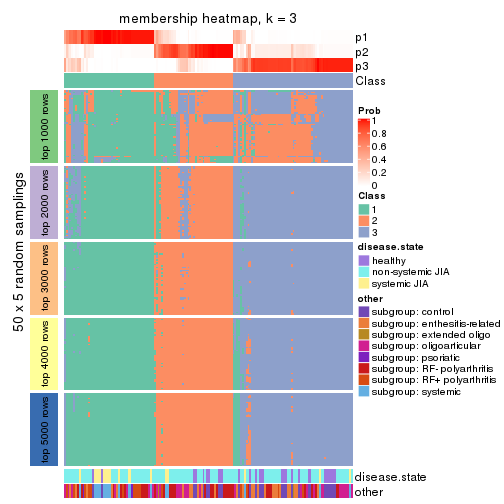 membership heatmap, k = 3
p1
p2
p3
Class
50 x 5 random samplings
top 1000 rows
top 2000 rows
top 3000 rows
top 4000 rows
top 5000 rows
disease.state
other
Prob
1
0.8
0.6
0.4
0.2
0
Class
1
2
3
disease.state
healthy
non-systemic JIA
systemic JIA
other
subgroup: control
subgroup: enthesitis-related
subgroup: extended oligo
subgroup: oligoarticular
subgroup: psoriatic
subgroup: RF- polyarthritis
subgroup: RF+ polyarthritis
subgroup: systemic